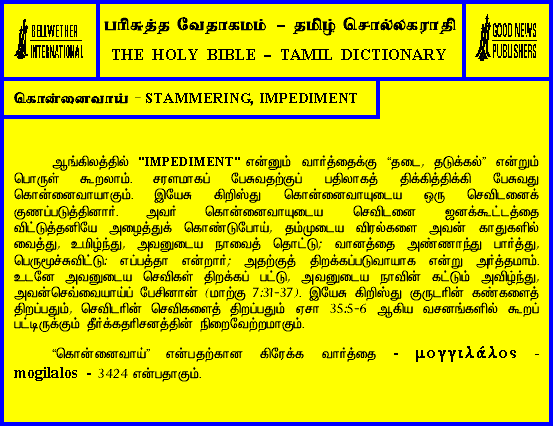 BELLWETHER
INTERNATIONAL
பரிசுத்த வேதாகமம் - தமிழ் சொல்லகராதி
THE HOLY BIBLE - TAMIL DICTIONARY
GOOD NEWS
PUBLISHERS
கொன்னைவாய் - STAMMERING, IMPEDIMENT
ஆங்கிலத்தில் "IMPEDIMENT" என்னும் வார்த்தைக்கு “தடை, தடுக்கல்” என்றும்
பொருள் கூறலாம். சரளமாகப் பேசுவதற்குப் பதிலாகத் திக்கித்திக்கி பேசுவது
கொன்னைவாயாகும். இயேசு கிறிஸ்து கொன்னைவாயுடைய ஒரு செவிடனைக்
குணப்படுத்தினார். அவர் கொன்னைவாயுடைய செவிடனை ஜனக்கூட்டத்தை
விட்டுத்தனியே அழைத்துக் கொண்டுபோய், தம்முடைய விரல்களை அவன் காதுகளில்
வைத்து, உமிழ்ந்து, அவனுடைய நாவைத் தொட்டு; வானத்தை அண்ணாந்து பார்த்து,
பெருமூச்சுவிட்டு: எப்பத்தா என்றார்; அதற்குத் திறக்கப்படுவாயாக என்று அர்த்தமாம்.
உடனே அவனுடைய செவிகள் திறக்கப் பட்டு, அவனுடைய நாவின் கட்டும் அவிழ்ந்து,
அவன்செவ்வையாய்ப் பேசினான் (மாற்கு 7:31-37). இயேசு கிறிஸ்து குருடரின் கண்களைத்
திறப்பதும், செவிடரின் செவிகளைத் திறப்பதும் ஏசா 35:5-6 ஆகிய வசனங்களில் கூறப்
பட்டிருக்கும் தீர்க்கதரிசனத்தின் நிறைவேற்றமாகும்.
“கொன்னைவாய்” என்பதற்கான கிரேக்க வார்த்தை - μογγιλάλος -
mogilalos - 3424 என்பதாகும்.